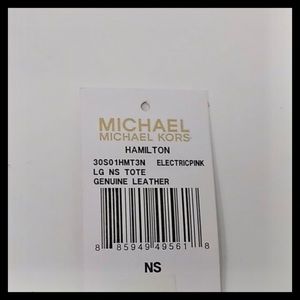 MICHAEL
MICHAEL KORS
HAMILTON
30S01HMT3N ELECTRICPINK
LG NS TOTE
GENUINE LEATHER
8 85949 49561 8
NS